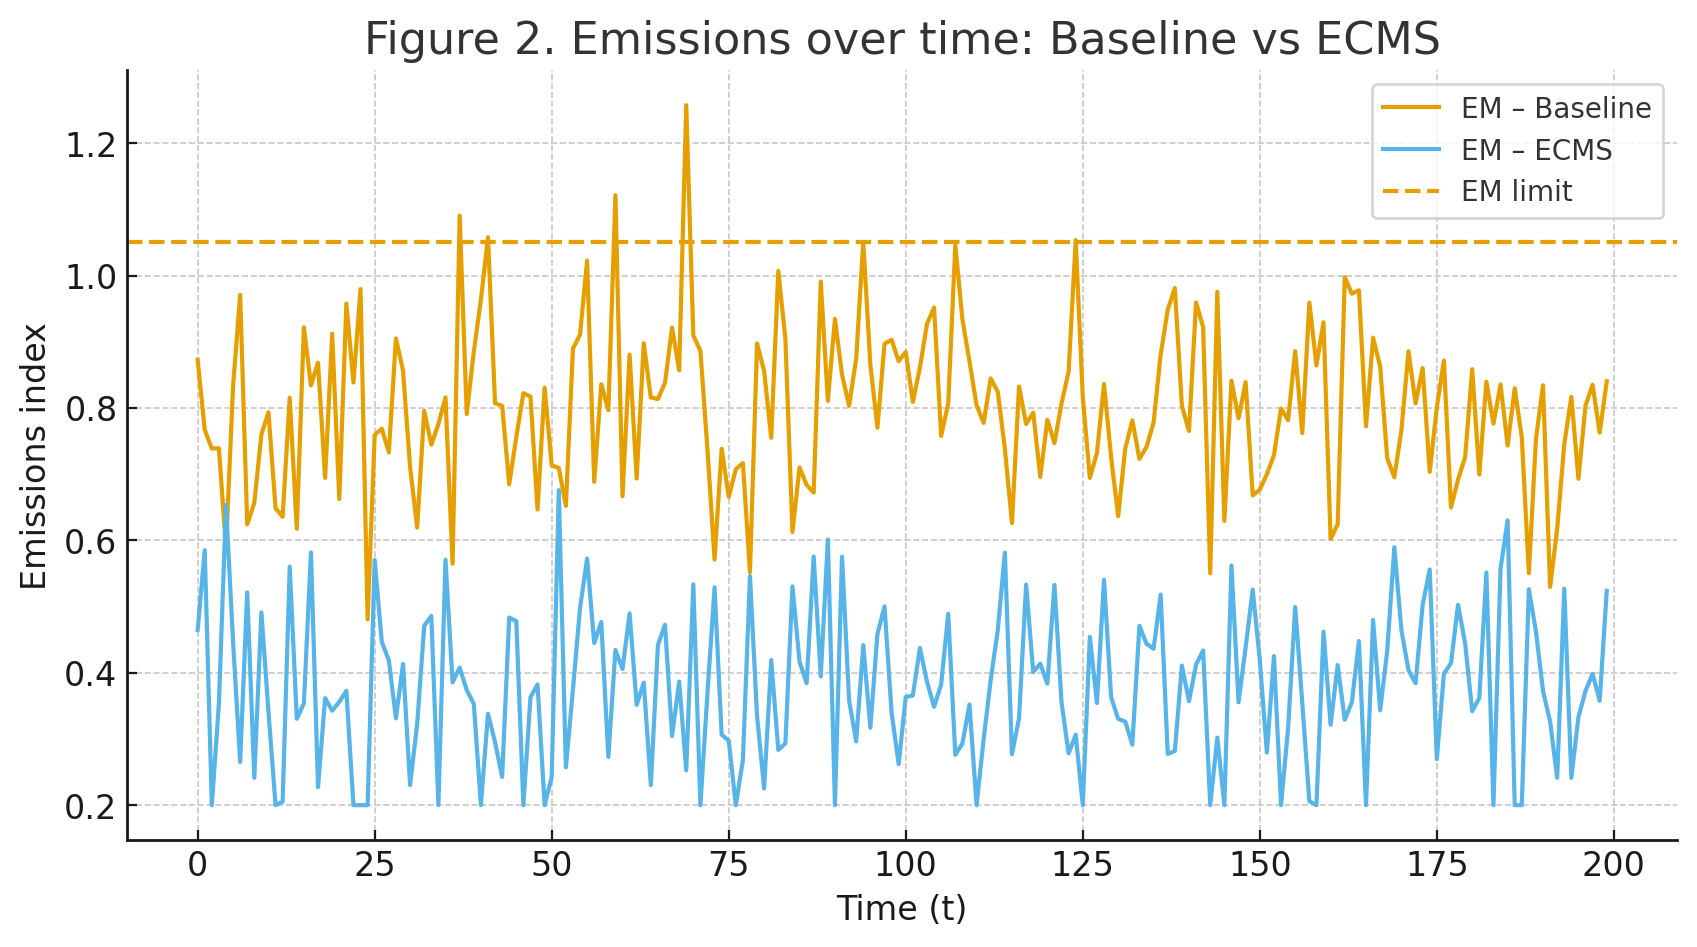 Figure 2. Emissions over time: Baseline vs ECMS
EM – Baseline
EM – ECMS
EM limit
Emissions index
1.2
1.0
0.8
0.6
0.4
0.2
0 25 50 75 100 125 150 175 200
Time (t)